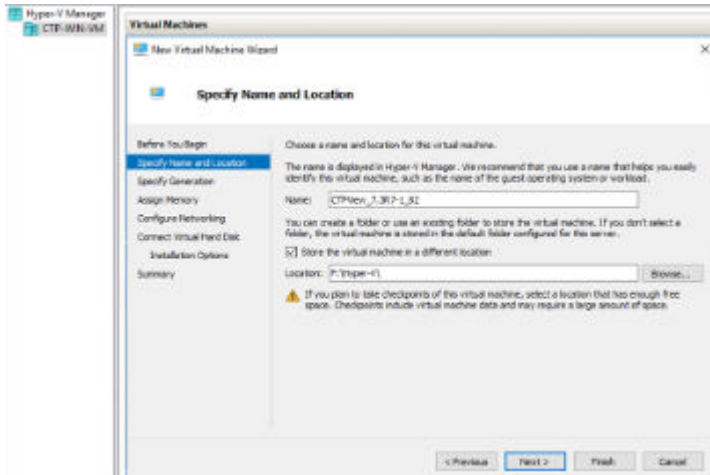 Hyper-V Manager
CTP-WIN-VM
Virtual Machines
New Virtual Machine Wizard
Specify Name and Location
Before You Begin
Specify Name and Location
Specify Generation
Assign Memory
Configure Networking
Connect Virtual Hard Disk
Installation Options
Summary
Choose a name and location for this virtual machine.
The name is displayed in Hyper-V Manager. We recommend that you use a name that helps you easily
identify this virtual machine, such as the name of the guest operating system or workload.
Name: CTPView_7.3R7-1_B2
You can create a folder or use an existing folder to store the virtual machine. If you don't select a
folder, the virtual machine is stored in the default folder configured for this server.
Store the virtual machine in a different location
Location: F:\Hyper-V\
Browse...
If you plan to take checkpoints of this virtual machine, select a location that has enough free
space. Checkpoints include virtual machine data and may require a large amount of space.
< Previous
Next >
Finish
Cancel